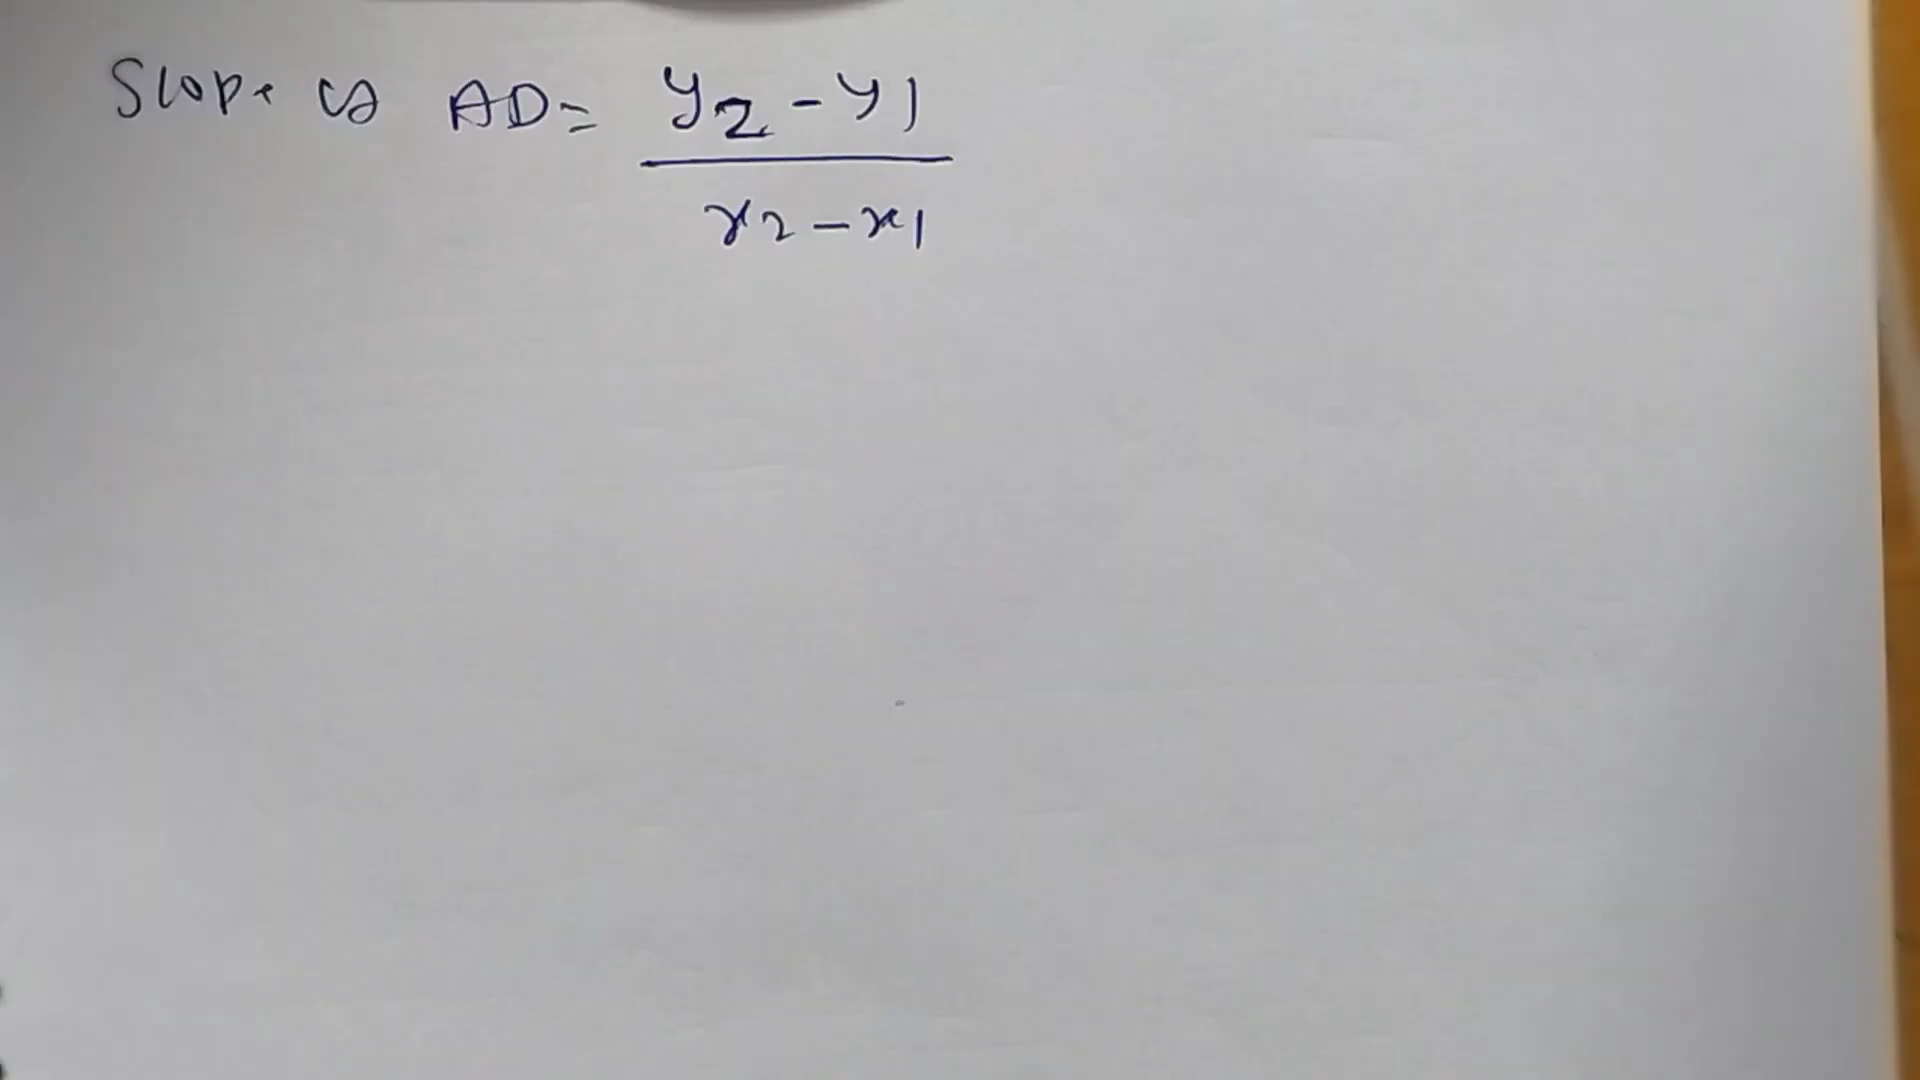 Slope of AD = y2 - y1
x2 - x1